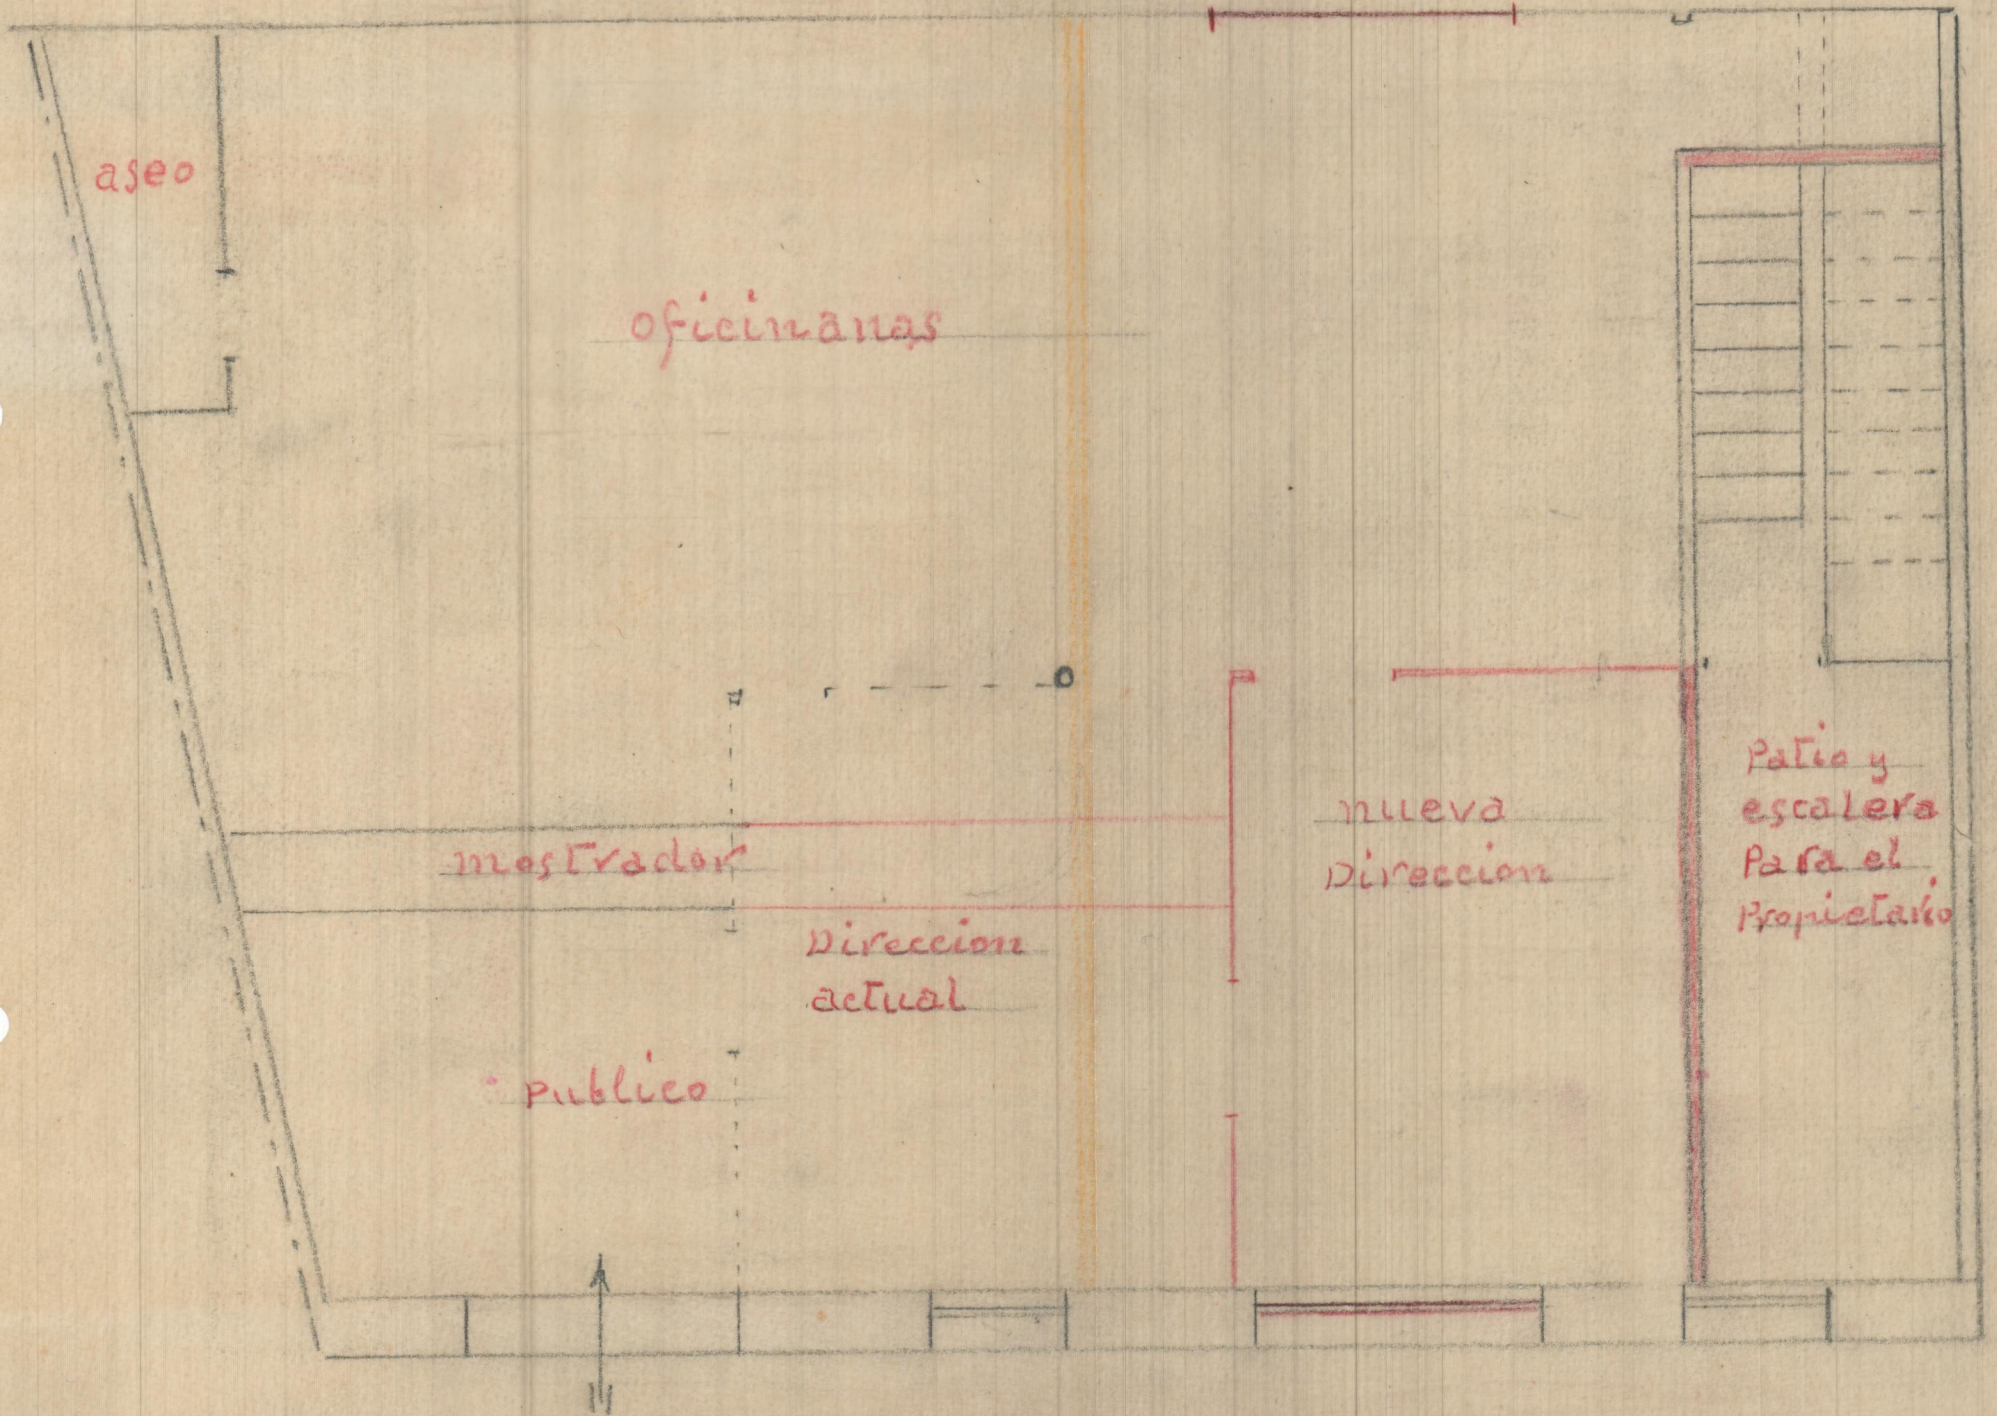 aseo
oficinanas
mostrador
Direccion
actual
publico
nueva
Direccion
Patio y
escalera
Para el
Propietario